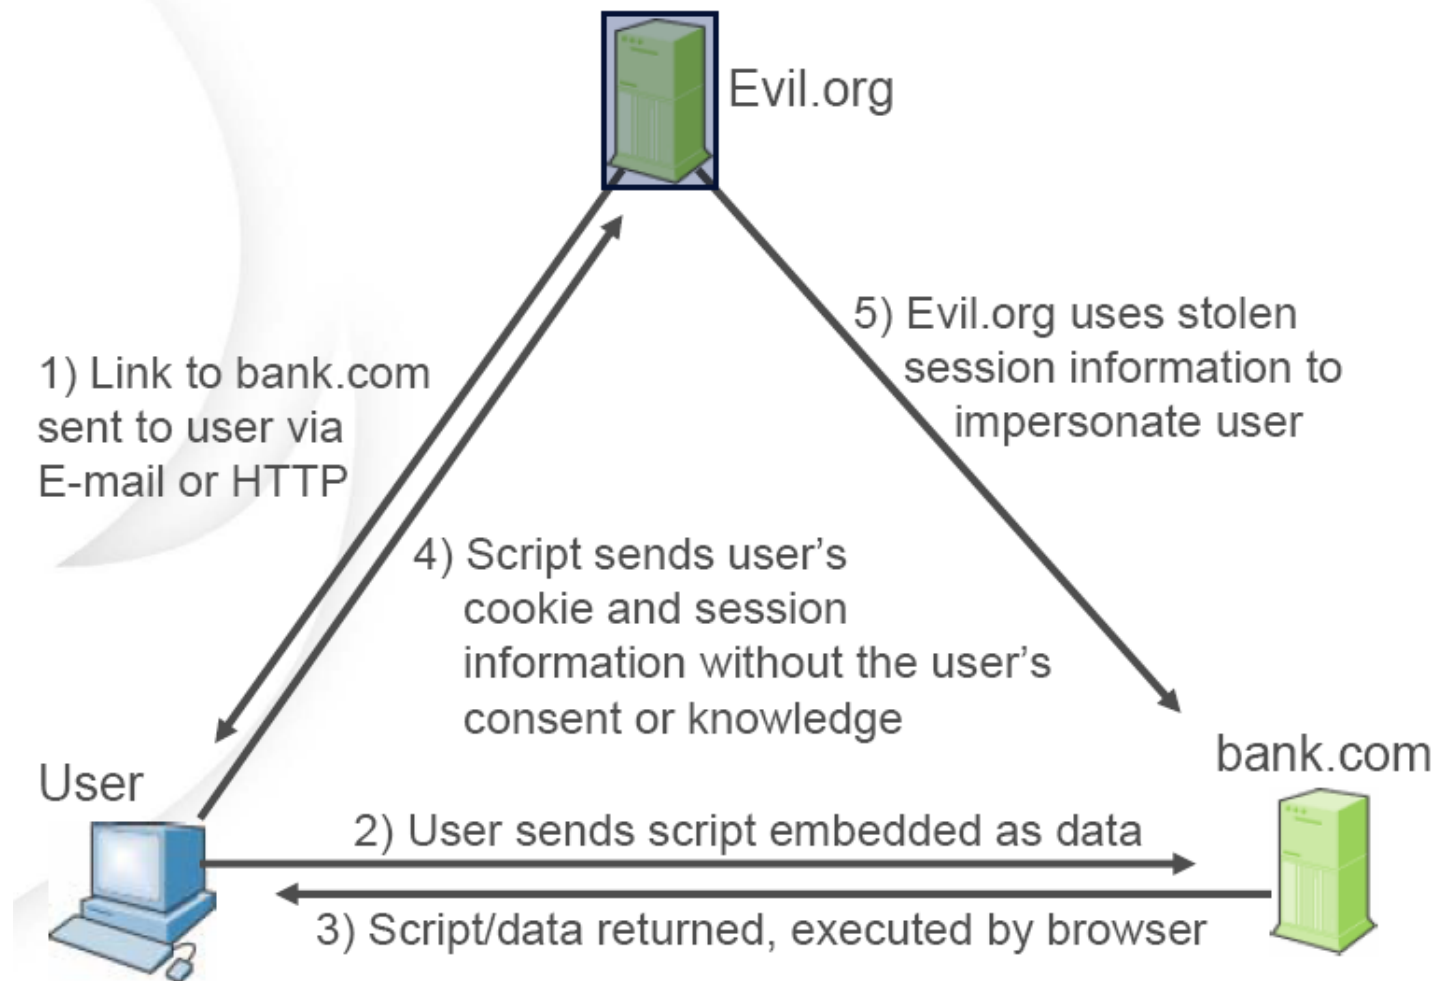 Evil.org
5) Evil.org uses stolen
session information to
impersonate user
1) Link to bank.com
sent to user via
E-mail or HTTP
4) Script sends user’s
cookie and session
information without the user’s
consent or knowledge
bank.com
User
2) User sends script embedded as data
3) Script/data returned, executed by browser